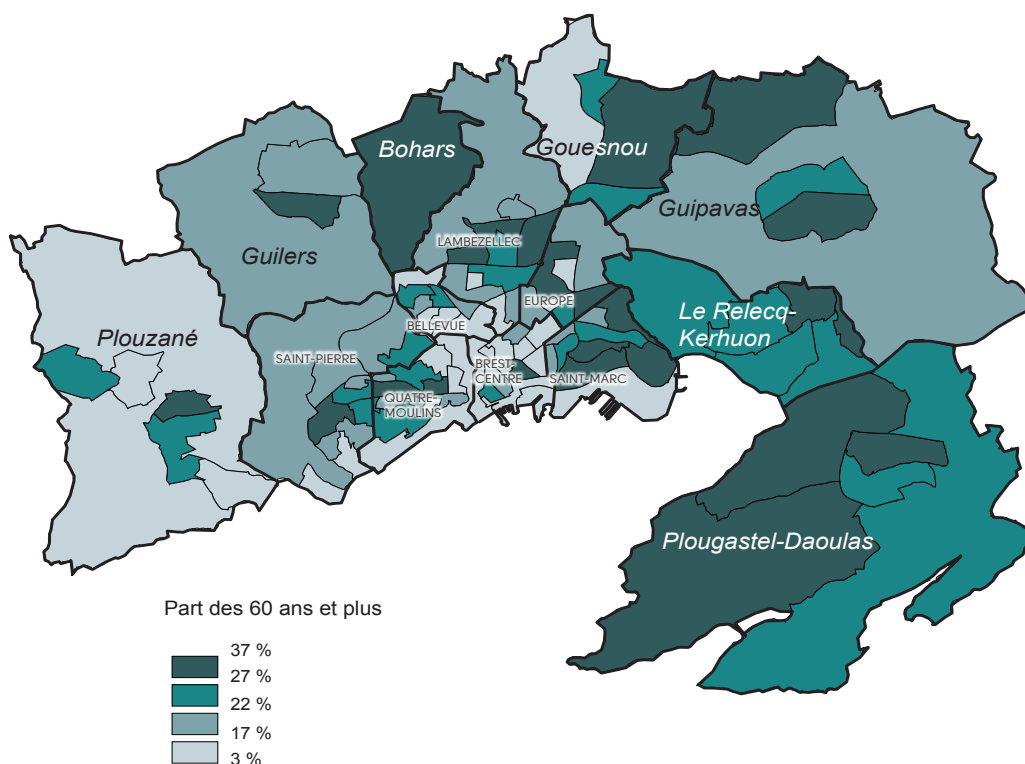 Bohars
Gouesnou
Guipavas
LAMBEZELLEC
Guilers
EUROPE
Le Relecq-
Kerhuon
BELLEVUE
Plouzané
SAINT-PIERRE
BREST-
CENTRE
SAINT-MARC
QUATRE-
MOULINS
Plougastel-Daoulas
Part des 60 ans et plus
37 %
27 %
22 %
17 %
3 %